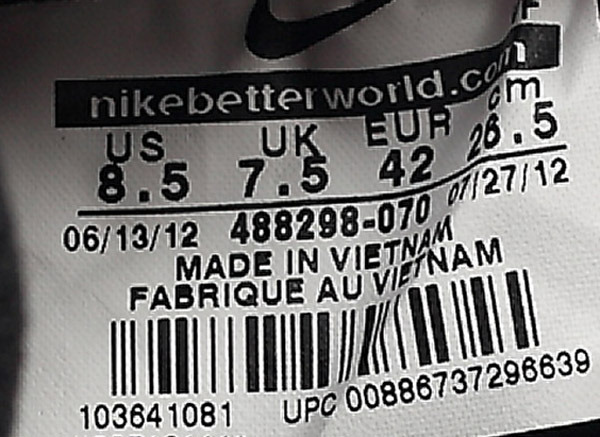 nikebetterworld.com
US UK EUR cm
8.5 7.5 42 26.5
06/13/12 488298-070 07/27/12
MADE IN VIETNAM
FABRIQUE AU VIETNAM
103641081 UPC 00886737296639